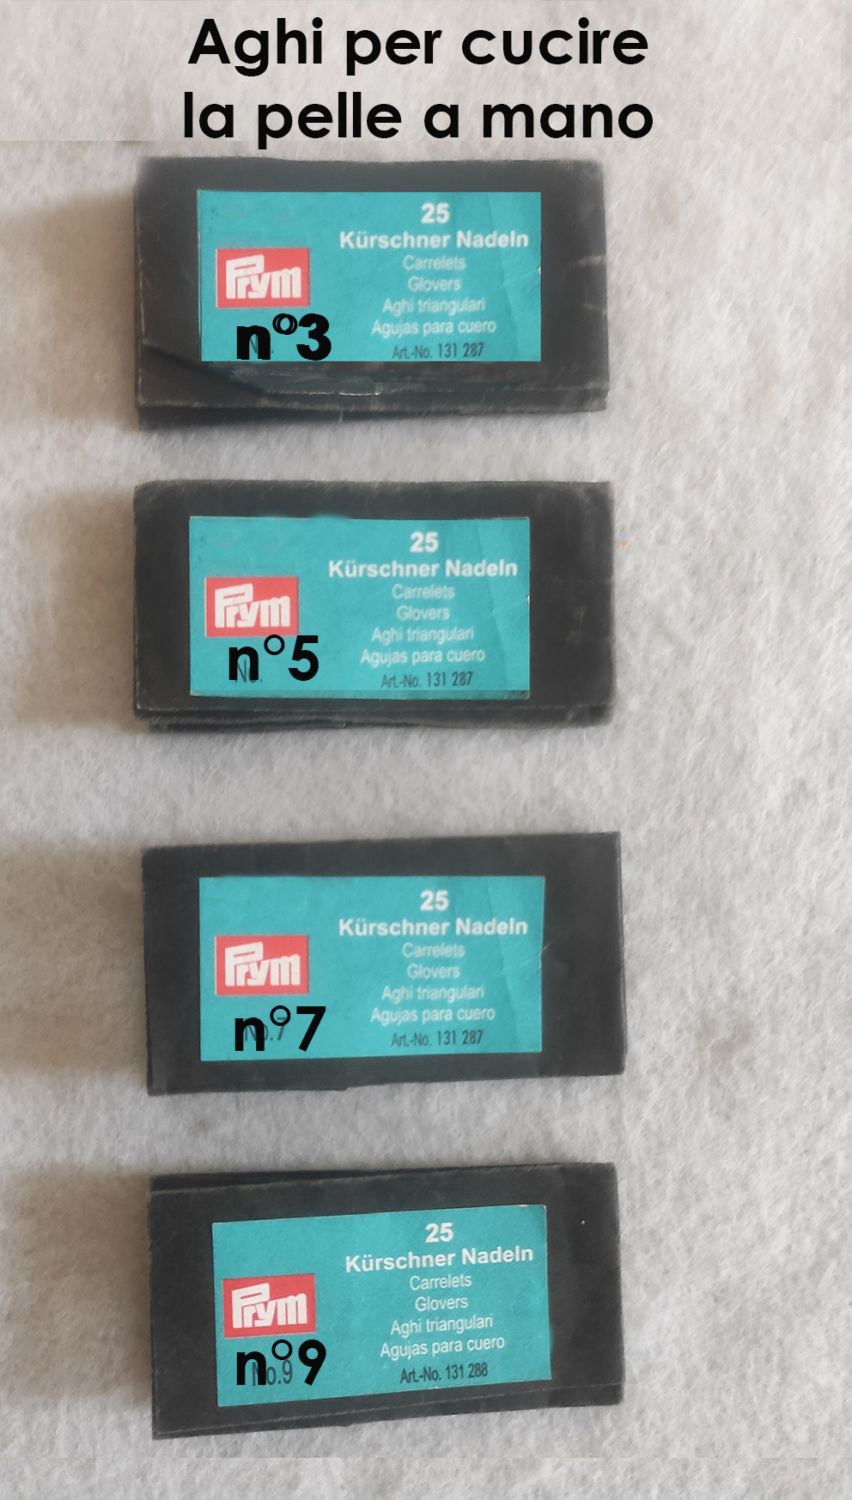 Aghi per cucire
la pelle a mano
25
Kürschner Nadeln
Carrelets
Glovers
Aghi triangulari
Agujas para cuero
Art.-No. 131 287
Prym
n°3
25
Kürschner Nadeln
Carrelets
Glovers
Aghi triangulari
Agujas para cuero
Art.-No. 131 287
Prym
n°5
25
Kürschner Nadeln
Carrelets
Glovers
Aghi triangulari
Agujas para cuero
Art.-No. 131 287
Prym
n°7
25
Kürschner Nadeln
Carrelets
Glovers
Aghi triangulari
Agujas para cuero
Art.-No. 131 288
Prym
n°9